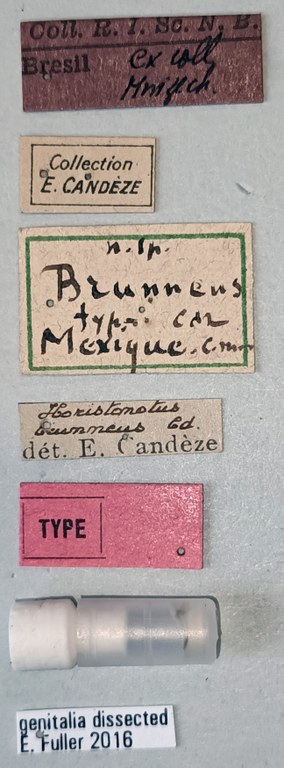 Coll. R. I. Sc. N. B.
Bresil Ex coll
Mniszech.
Collection
E. CANDÈZE
n. sp.
Brunneus
type cdz
Mexique. C.m
Horistonotus
brunneus Cd.
dét. E. Candèze
TYPE
genitalia dissected
E. Fuller 2016